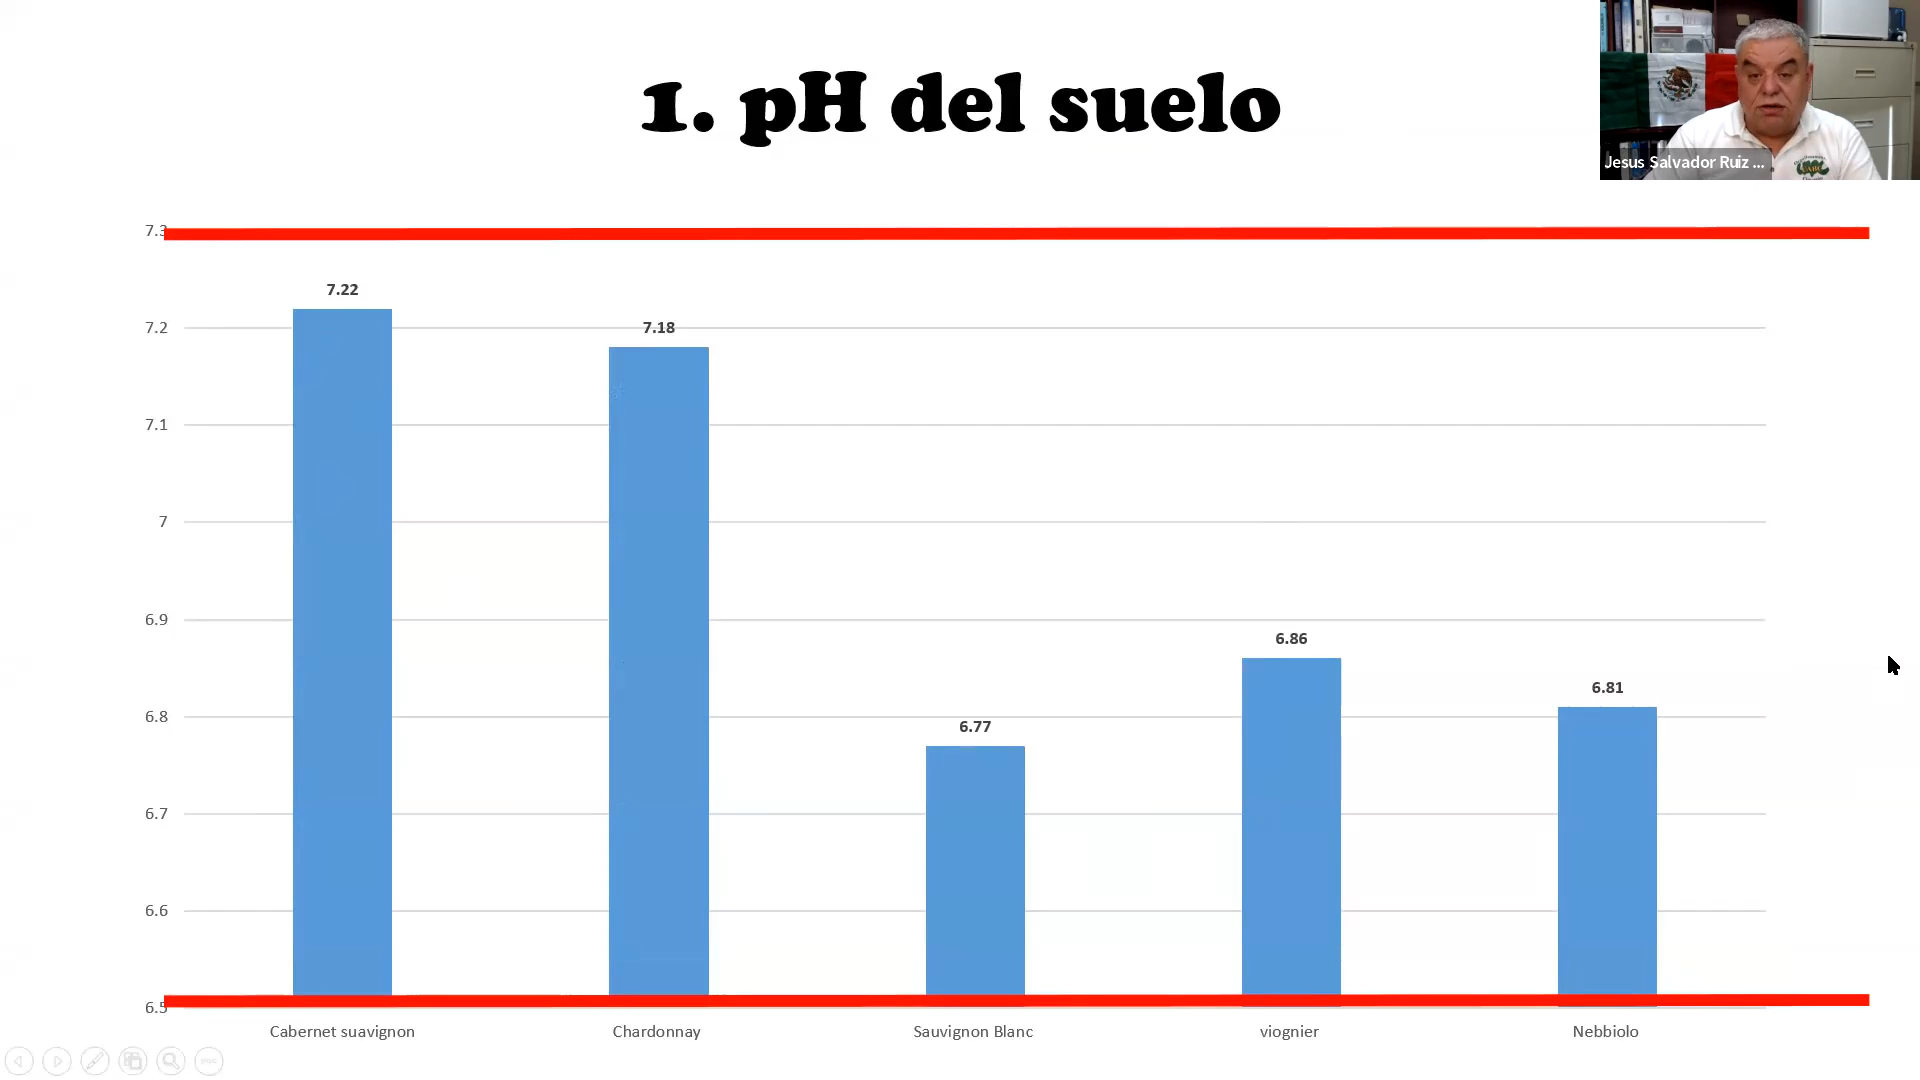 1. pH del suelo
Jesus Salvador Ruiz ...
7.3
7.22
7.2
7.18
7.1
7
6.9
6.86
6.81
6.8
6.77
6.7
6.6
6.5
Cabernet suavignon
Chardonnay
Sauvignon Blanc
viognier
Nebbiolo